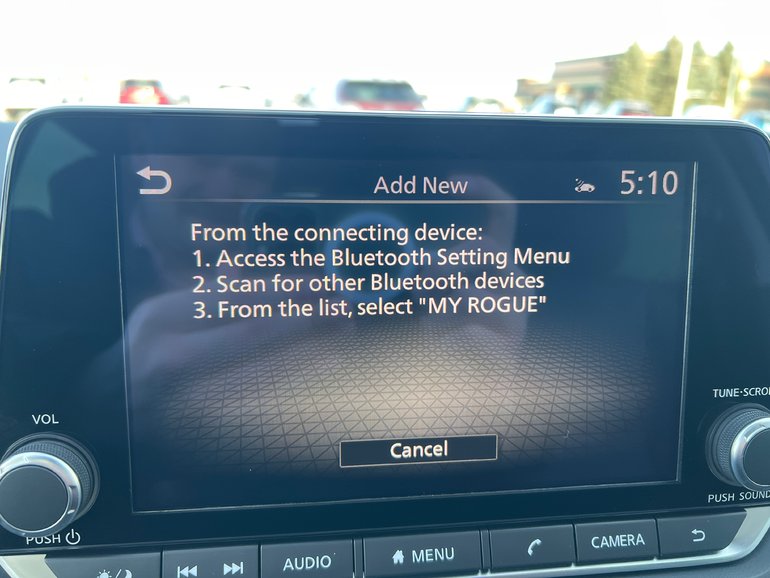 Add New
5:10
From the connecting device:
1. Access the Bluetooth Setting Menu
2. Scan for other Bluetooth devices
3. From the list, select "MY ROGUE"
Cancel
VOL
PUSH
TUNE·SCROL
PUSH SOUND
AUDIO
MENU
CAMERA